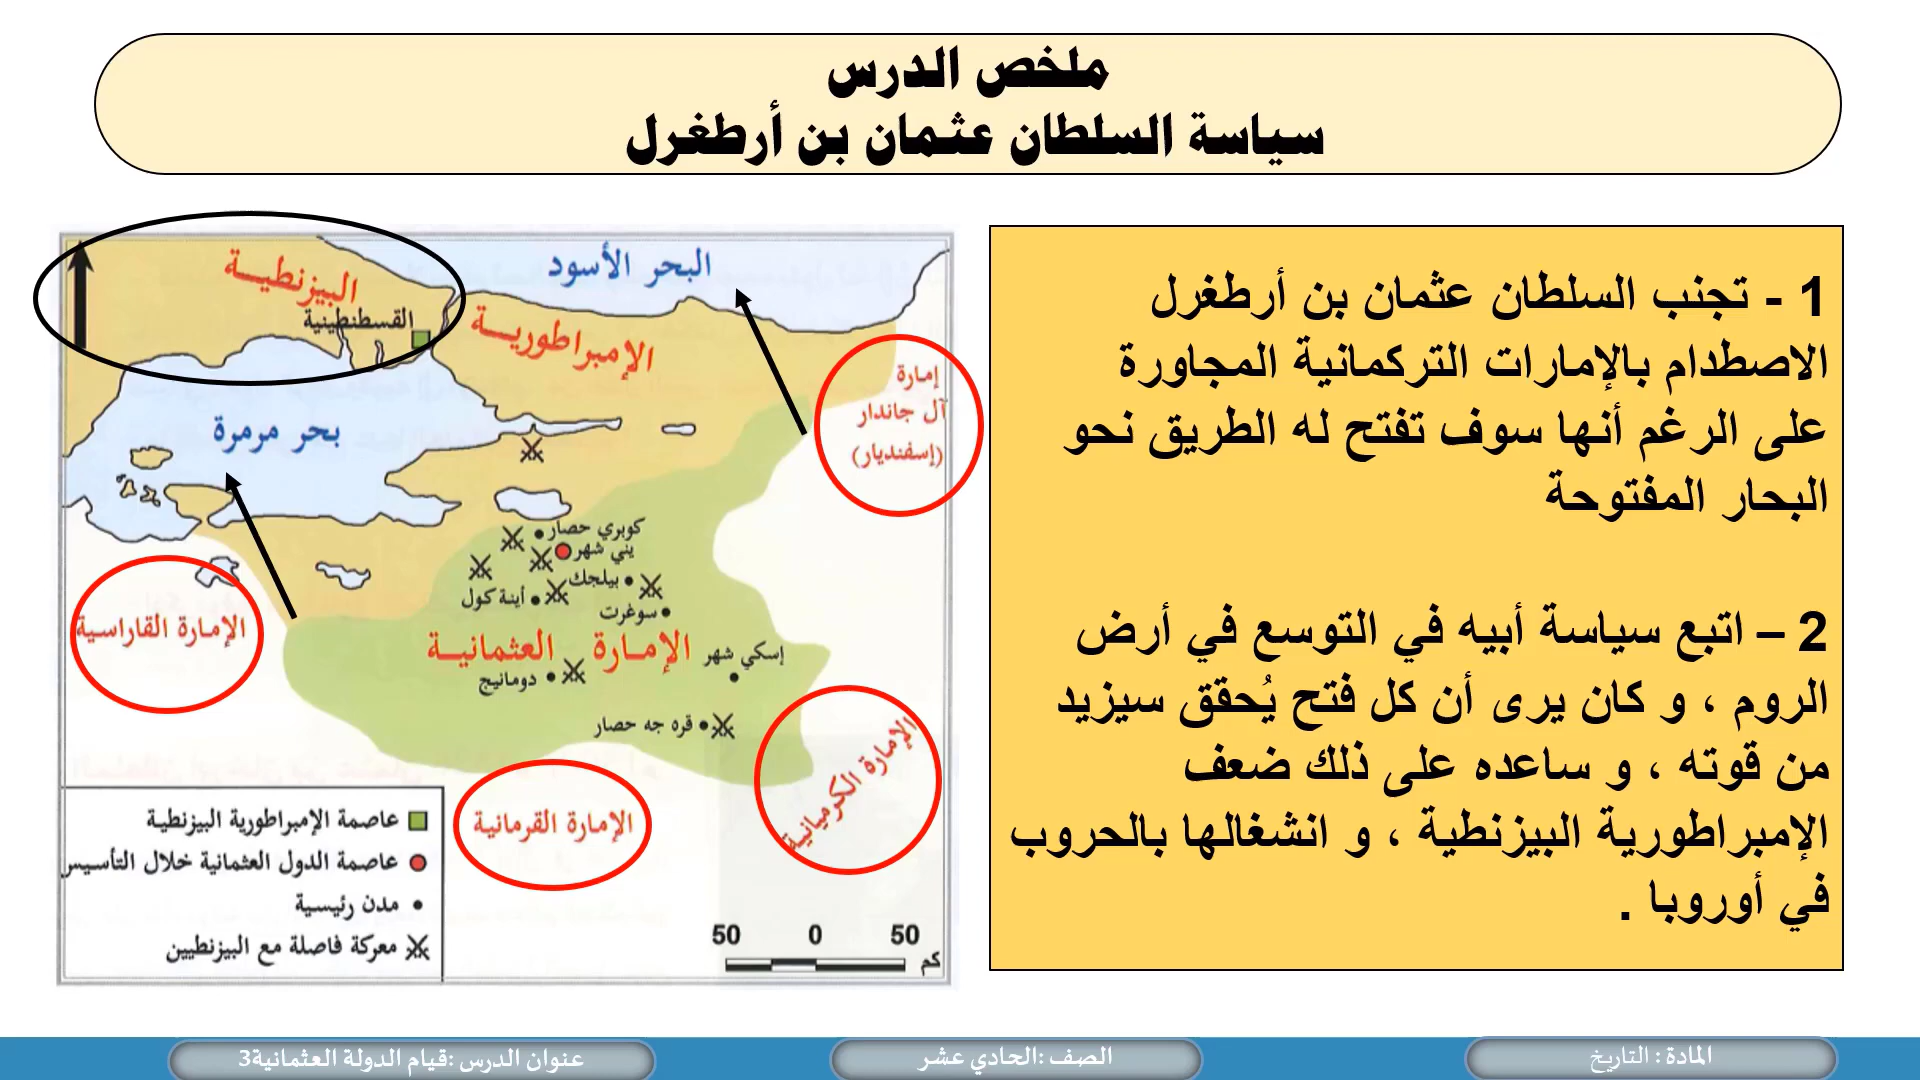 ملخص الدرس
سياسة السلطان عثمان بن أرطغرل
1 - تجنب السلطان عثمان بن أرطغرل
الاصطدام بالإمارات التركمانية المجاورة
على الرغم أنها سوف تفتح له الطريق نحو
البحار المفتوحة
2 – اتبع سياسة أبيه في التوسع في أرض
الروم ، و كان يرى أن كل فتح يُحقق سيزيد
من قوته ، و ساعده على ذلك ضعف
الإمبراطورية البيزنطية ، و انشغالها بالحروب
في أوروبا .
البحر الأسود
الإمبراطورية
البيزنطية
القسطنطينية
إمارة
آل جاندار
(إسفنديار)
بحر مرمرة
كوبري حصار
يني شهر
بيلجك
أينة كول
سوغرت
الإمارة القاراسية
الإمارة العثمانية
إسكي شهر
دومانيج
قره جه حصار
الإمارة الكرميانية
الإمارة القرمانية
عاصمة الإمبراطورية البيزنطية
عاصمة الدول العثمانية خلال التأسيس
مدن رئيسية
معركة فاصلة مع البيزنطيين
50 0 50
كم
المادة : التاريخ
الصف :الحادي عشر
عنوان الدرس :قيام الدولة العثمانية3